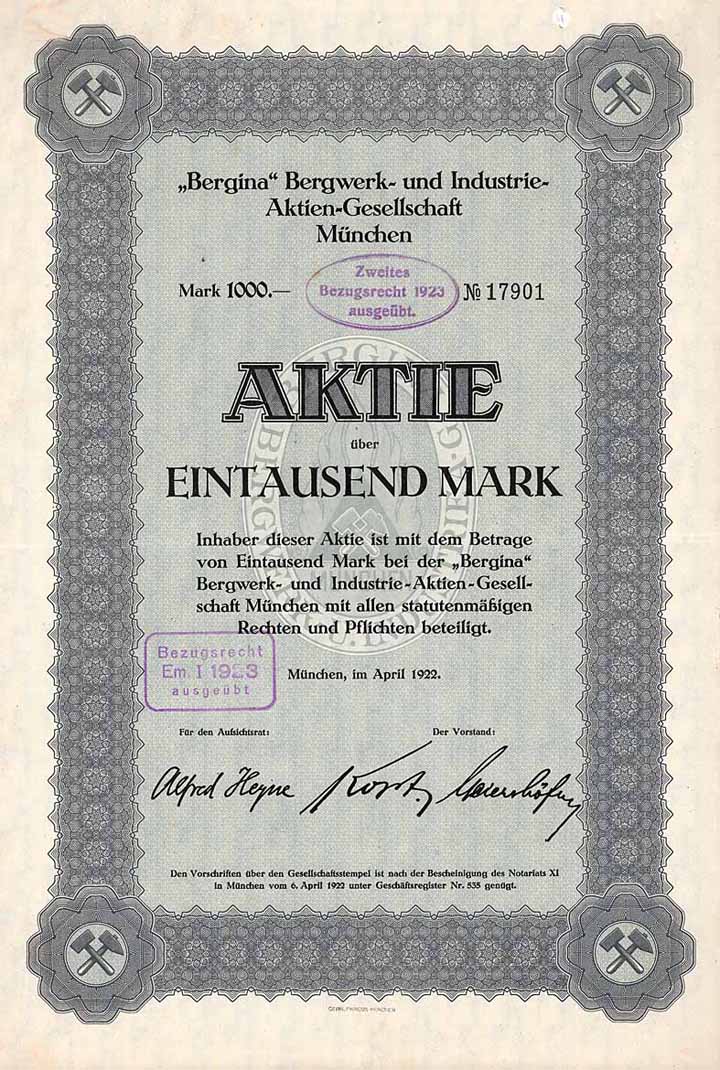 „Bergina“ Bergwerk- und Industrie-
Aktien-Gesellschaft
München
Mark 1000.—
Zweites
Bezugsrecht 1923
ausgeübt.
№ 17901
AKTIE
über
EINTAUSEND MARK
Inhaber dieser Aktie ist mit dem Betrage
von Eintausend Mark bei der „Bergina“
Bergwerk- und Industrie-Aktien-Gesell-
schaft München mit allen statutenmäßigen
Rechten und Pflichten beteiligt.
Bezugsrecht
Em. I 1923
ausgeübt
München, im April 1922.
Für den Aufsichtsrat:
Der Vorstand:
Alfred Heyne
Den Vorschriften über den Gesellschaftsstempel ist nach der Bescheinigung des Notariats XI
in München vom 6. April 1922 unter Geschäftsregister Nr. 535 genügt.